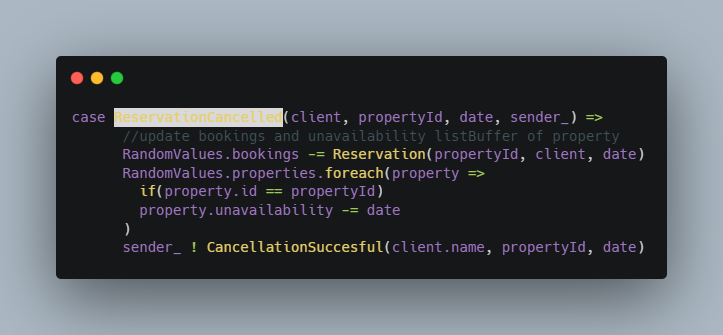 case ReservationCancelled(client, propertyId, date, sender_) =>
//update bookings and unavailability listBuffer of property
RandomValues.bookings -= Reservation(propertyId, client, date)
RandomValues.properties.foreach(property =>
if(property.id == propertyId)
property.unavailability -= date
)
sender_ ! CancellationSuccesful(client.name, propertyId, date)